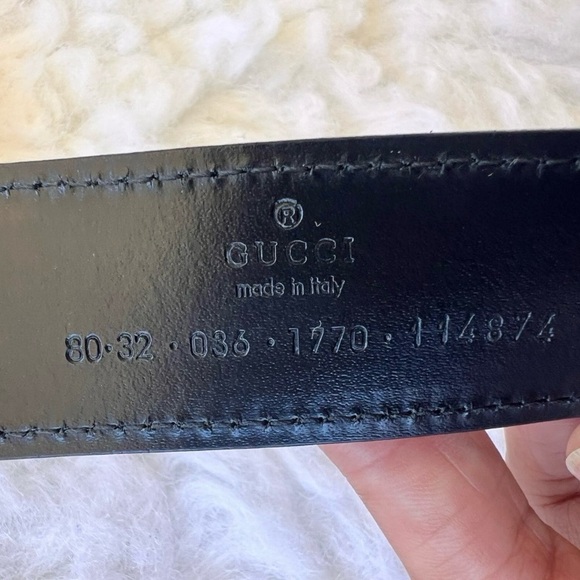 ®
GUCCI
made in italy
80·32 · 036 · 1770 · 114874